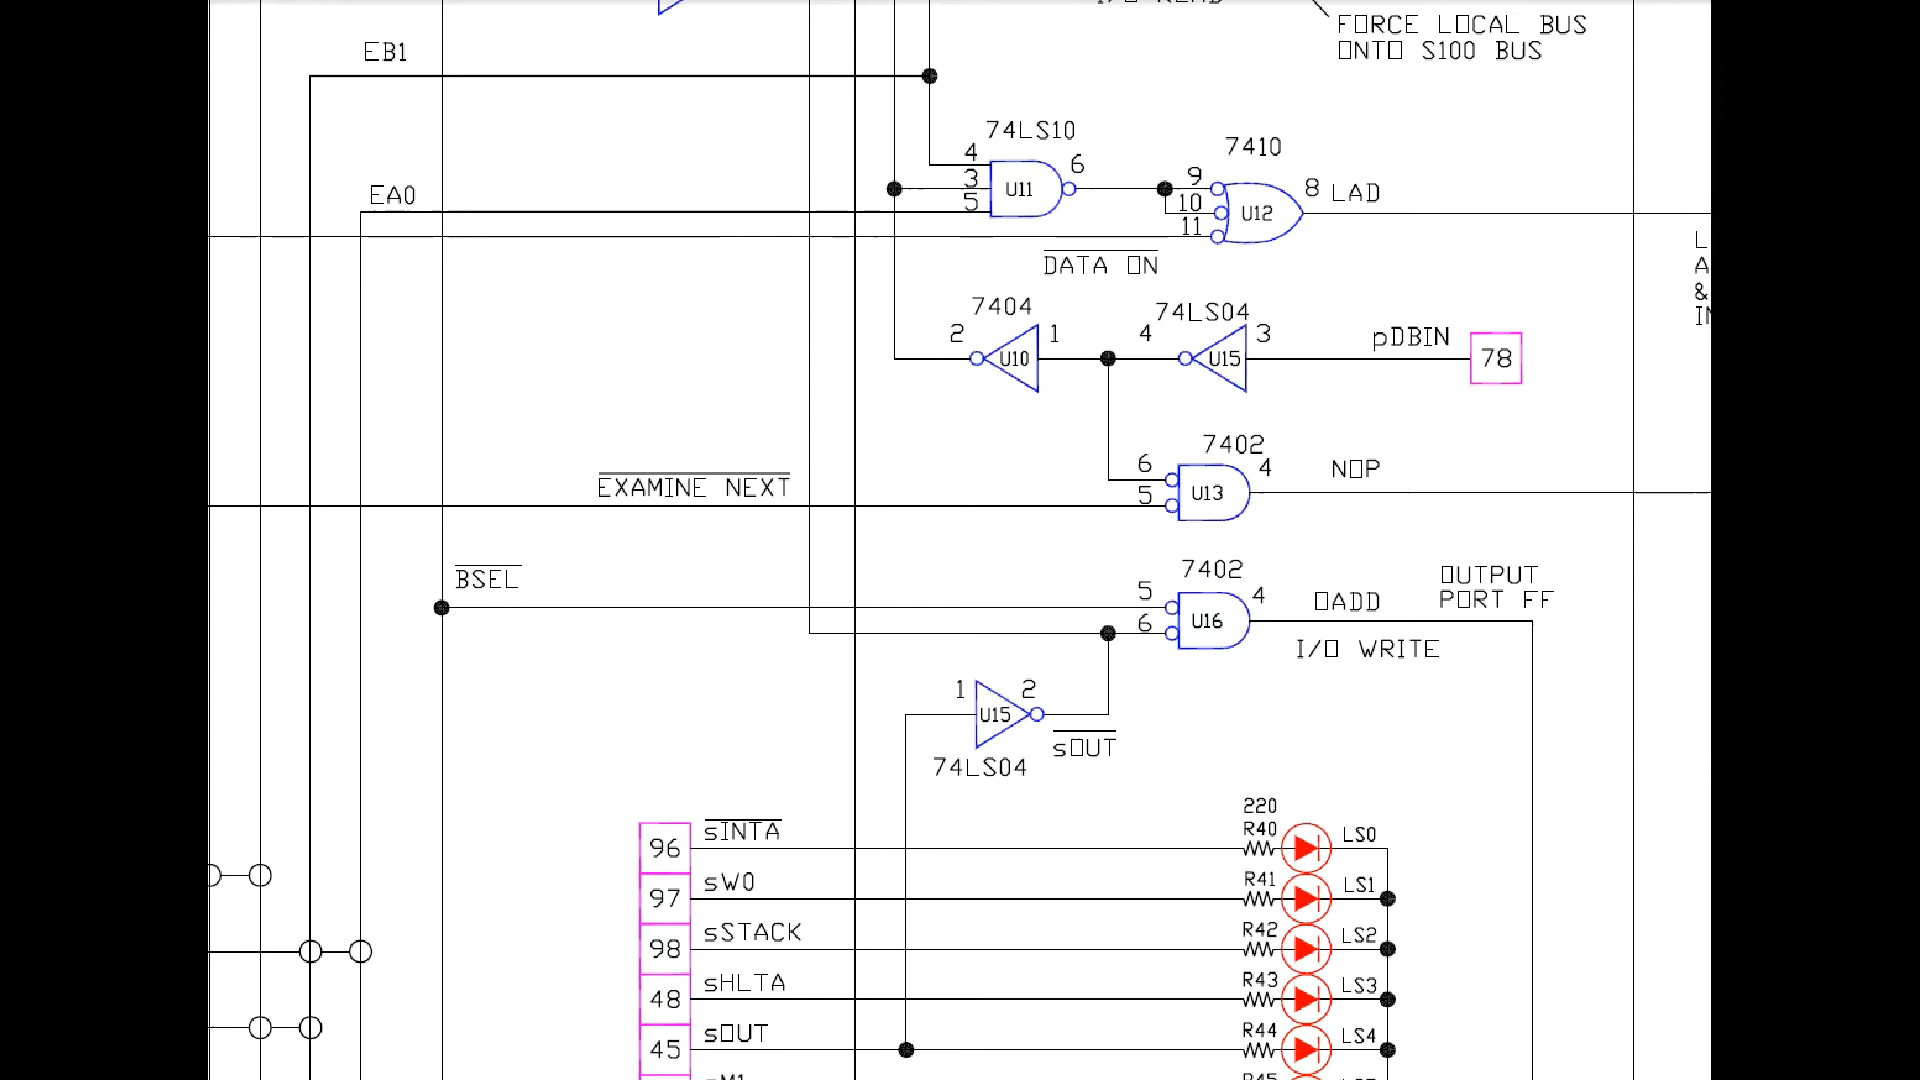 FORCE LOCAL BUS
ONTO S100 BUS
EB1
74LS10
7410
4
6
3
U11
9
8
LAD
EA0
5
10
U12
11
DATA ON
7404
74LS04
2
1
4
3
pDBIN
U10
U15
78
7402
6
4
NOP
EXAMINE NEXT
5
U13
BSEL
7402
OUTPUT
PORT FF
5
4
OADD
6
U16
I/O WRITE
1
2
U15
sOUT
74LS04
220
96
sINTA
R40
LS0
97
sWO
R41
LS1
98
sSTACK
R42
LS2
48
sHLTA
R43
LS3
45
sOUT
R44
LS4